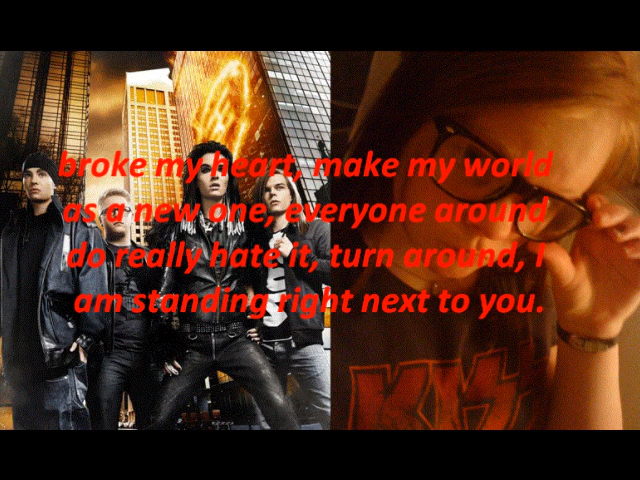 broke my heart, make my world
as a new one, everyone around
do really hate it, turn around, I
am standing right next to you.
KISS